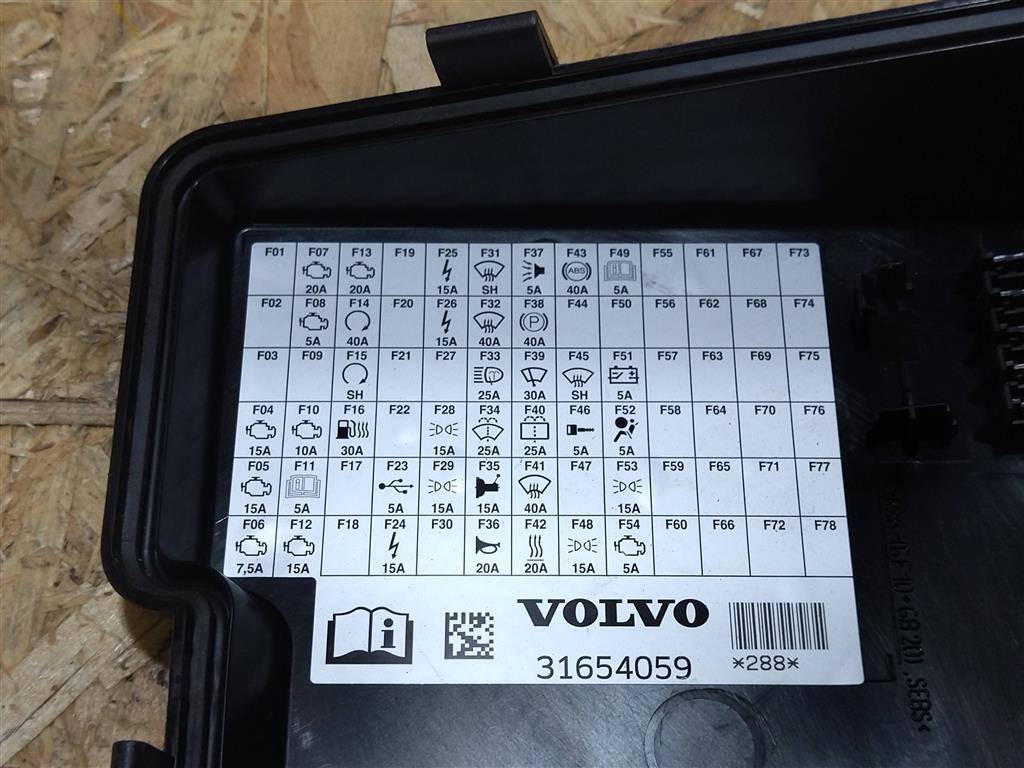 F01 F07 F13 F19 F25 F31 F37 F43 F49 F55 F61 F67 F73
20A 20A 15A SH 5A ABS 40A 5A
F02 F08 F14 F20 F26 F32 F38 F44 F50 F56 F62 F68 F74
5A 40A 15A 40A P 40A
F03 F09 F15 F21 F27 F33 F39 F45 F51 F57 F63 F69 F75
SH 25A 30A SH 5A
F04 F10 F16 F22 F28 F34 F40 F46 F52 F58 F64 F70 F76
15A 10A 30A 15A 25A 25A 5A 5A
F05 F11 F17 F23 F29 F35 F41 F47 F53 F59 F65 F71 F77
15A 5A 5A 15A 15A 40A 15A
F06 F12 F18 F24 F30 F36 F42 F48 F54 F60 F66 F72 F78
7,5A 15A 15A 20A 20A 15A 5A
i VOLVO
31654059 *288*